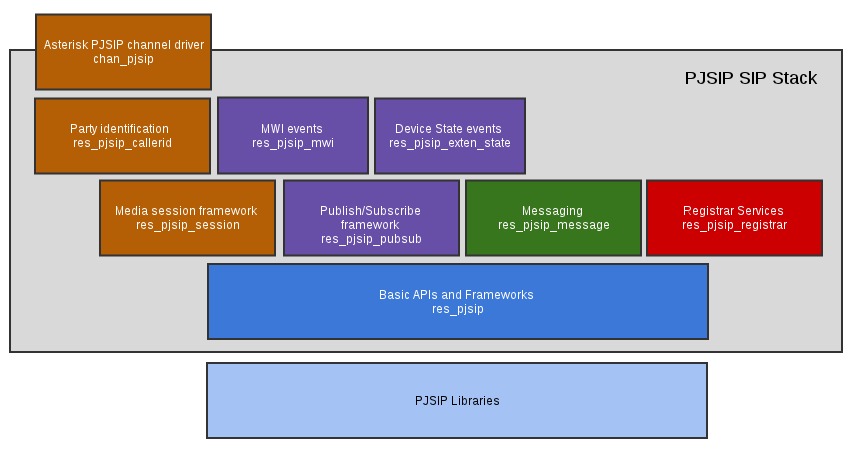 Asterisk PJSIP channel driver
chan_pjsip
PJSIP SIP Stack
Party identification
res_pjsip_callerid
MWI events
res_pjsip_mwi
Device State events
res_pjsip_exten_state
Media session framework
res_pjsip_session
Publish/Subscribe
framework
res_pjsip_pubsub
Messaging
res_pjsip_message
Registrar Services
res_pjsip_registrar
Basic APIs and Frameworks
res_pjsip
PJSIP Libraries